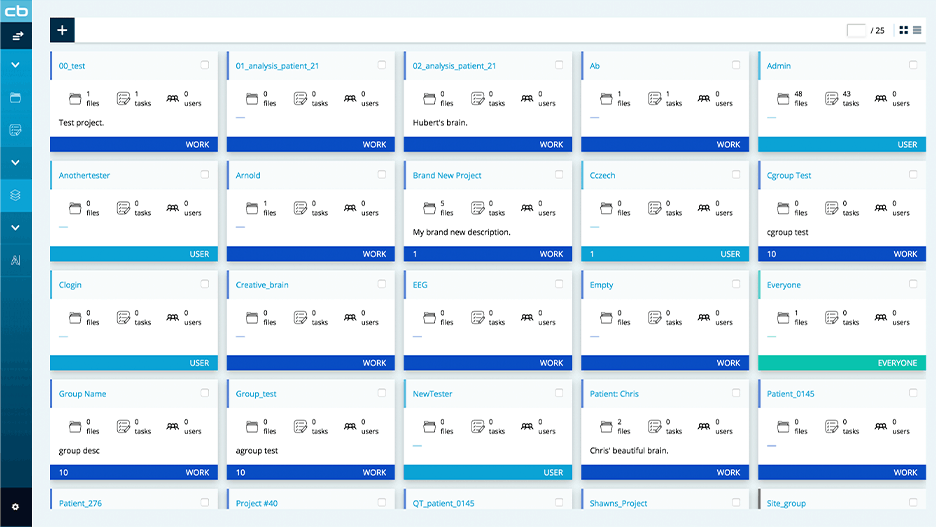 cb
+
/ 25
00_test
1 files
1 tasks
0 users
Test project.
WORK
01_analysis_patient_21
0 files
0 tasks
0 users
WORK
02_analysis_patient_21
0 files
0 tasks
0 users
Hubert's brain.
WORK
Ab
1 files
1 tasks
0 users
WORK
Admin
48 files
43 tasks
0 users
USER
Anothertester
0 files
0 tasks
0 users
USER
Arnold
1 files
0 tasks
0 users
WORK
Brand New Project
5 files
0 tasks
0 users
My brand new description.
1 WORK
Cczech
0 files
0 tasks
0 users
1 USER
Cgroup Test
0 files
0 tasks
0 users
cgroup test
10 WORK
Clogin
0 files
0 tasks
0 users
USER
Creative_brain
0 files
0 tasks
0 users
WORK
EEG
0 files
0 tasks
0 users
WORK
Empty
0 files
0 tasks
0 users
WORK
Everyone
1 files
0 tasks
0 users
EVERYONE
Group Name
0 files
0 tasks
0 users
group desc
10 WORK
Group_test
0 files
0 tasks
0 users
agroup test
10 WORK
NewTester
0 files
0 tasks
0 users
USER
Patient: Chris
2 files
0 tasks
0 users
Chris' beautiful brain.
WORK
Patient_0145
0 files
0 tasks
0 users
WORK
Patient_276
Project #40
QT_patient_0145
Shawns_Project
Site_group
AI